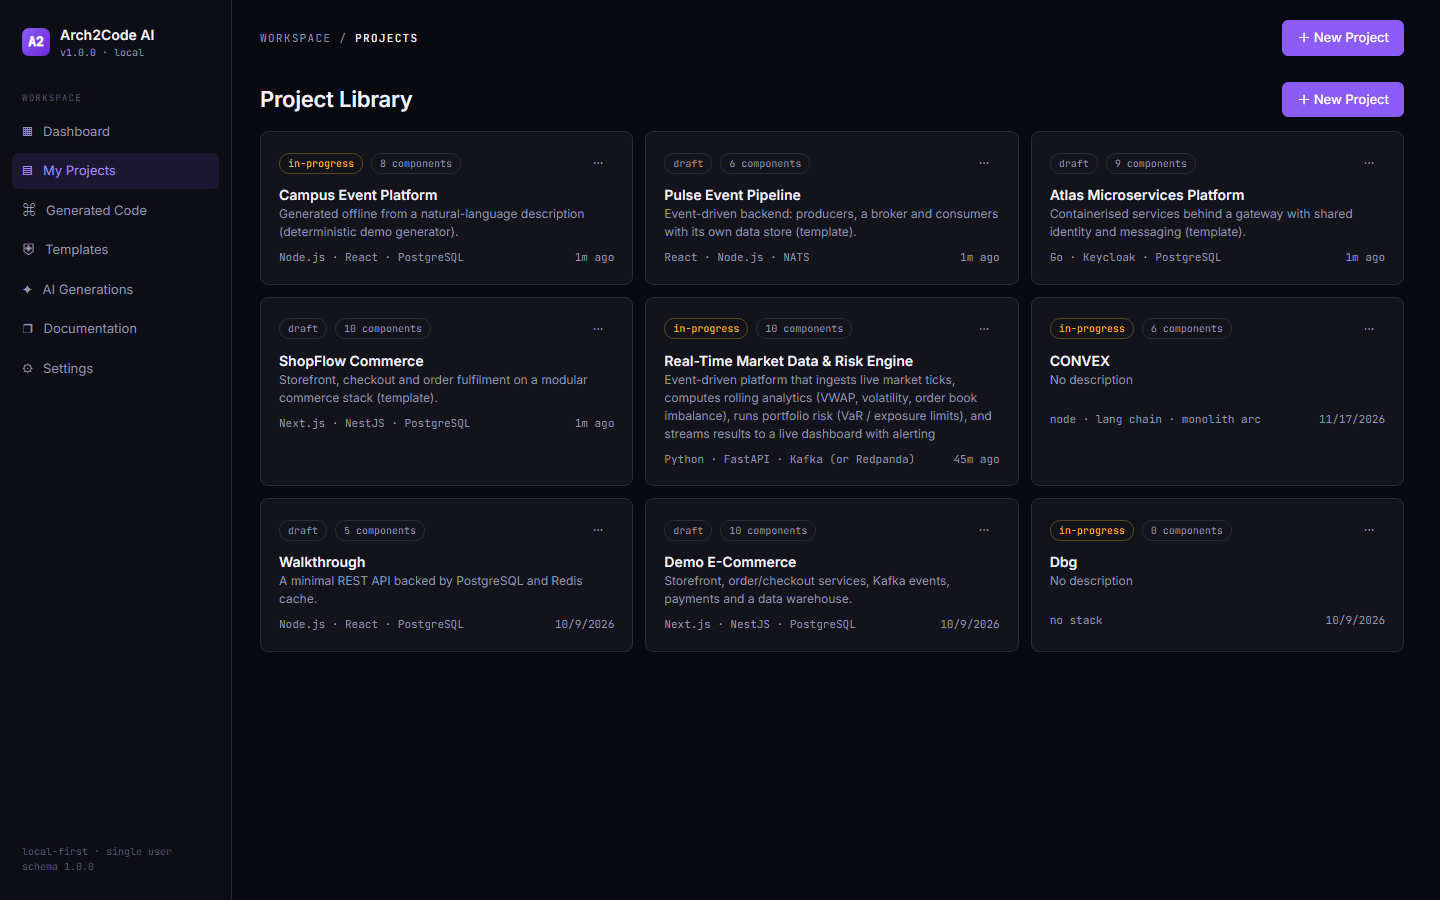 A2
Arch2Code AI
v1.0.0 · local
WORKSPACE
Dashboard
My Projects
Generated Code
Templates
AI Generations
Documentation
Settings
local-first · single user
schema 1.0.0
WORKSPACE / PROJECTS
+ New Project
Project Library
+ New Project
in-progress
8 components
...
Campus Event Platform
Generated offline from a natural-language description
(deterministic demo generator).
Node.js · React · PostgreSQL
1m ago
draft
6 components
...
Pulse Event Pipeline
Event-driven backend: producers, a broker and consumers
with its own data store (template).
React · Node.js · NATS
1m ago
draft
9 components
...
Atlas Microservices Platform
Containerised services behind a gateway with shared
identity and messaging (template).
Go · Keycloak · PostgreSQL
1m ago
draft
10 components
...
ShopFlow Commerce
Storefront, checkout and order fulfilment on a modular
commerce stack (template).
Next.js · NestJS · PostgreSQL
1m ago
in-progress
10 components
...
Real-Time Market Data & Risk Engine
Event-driven platform that ingests live market ticks,
computes rolling analytics (VWAP, volatility, order book
imbalance), runs portfolio risk (VaR / exposure limits), and
streams results to a live dashboard with alerting
Python · FastAPI · Kafka (or Redpanda)
45m ago
in-progress
6 components
...
CONVEX
No description
node · lang chain · monolith arc
11/17/2026
draft
5 components
...
Walkthrough
A minimal REST API backed by PostgreSQL and Redis
cache.
Node.js · React · PostgreSQL
10/9/2026
draft
10 components
...
Demo E-Commerce
Storefront, order/checkout services, Kafka events,
payments and a data warehouse.
Next.js · NestJS · PostgreSQL
10/9/2026
in-progress
0 components
...
Dbg
No description
no stack
10/9/2026